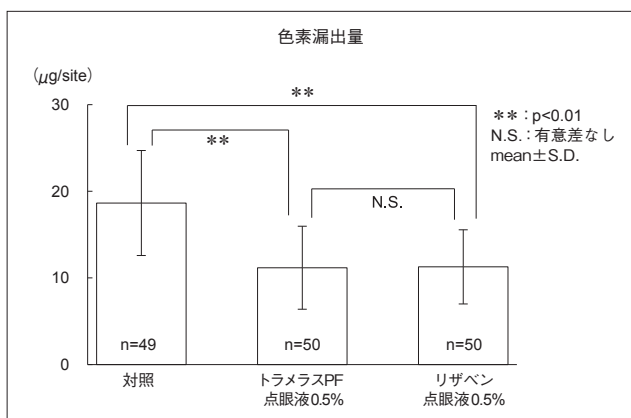 色素漏出量
(μg/site)
30
20
10
0
**
**
N.S.
**：p<0.01
N.S.：有意差なし
mean±S.D.
n=49
n=50
n=50
対照
トラメラスPF
点眼液0.5%
リザベン
点眼液0.5%